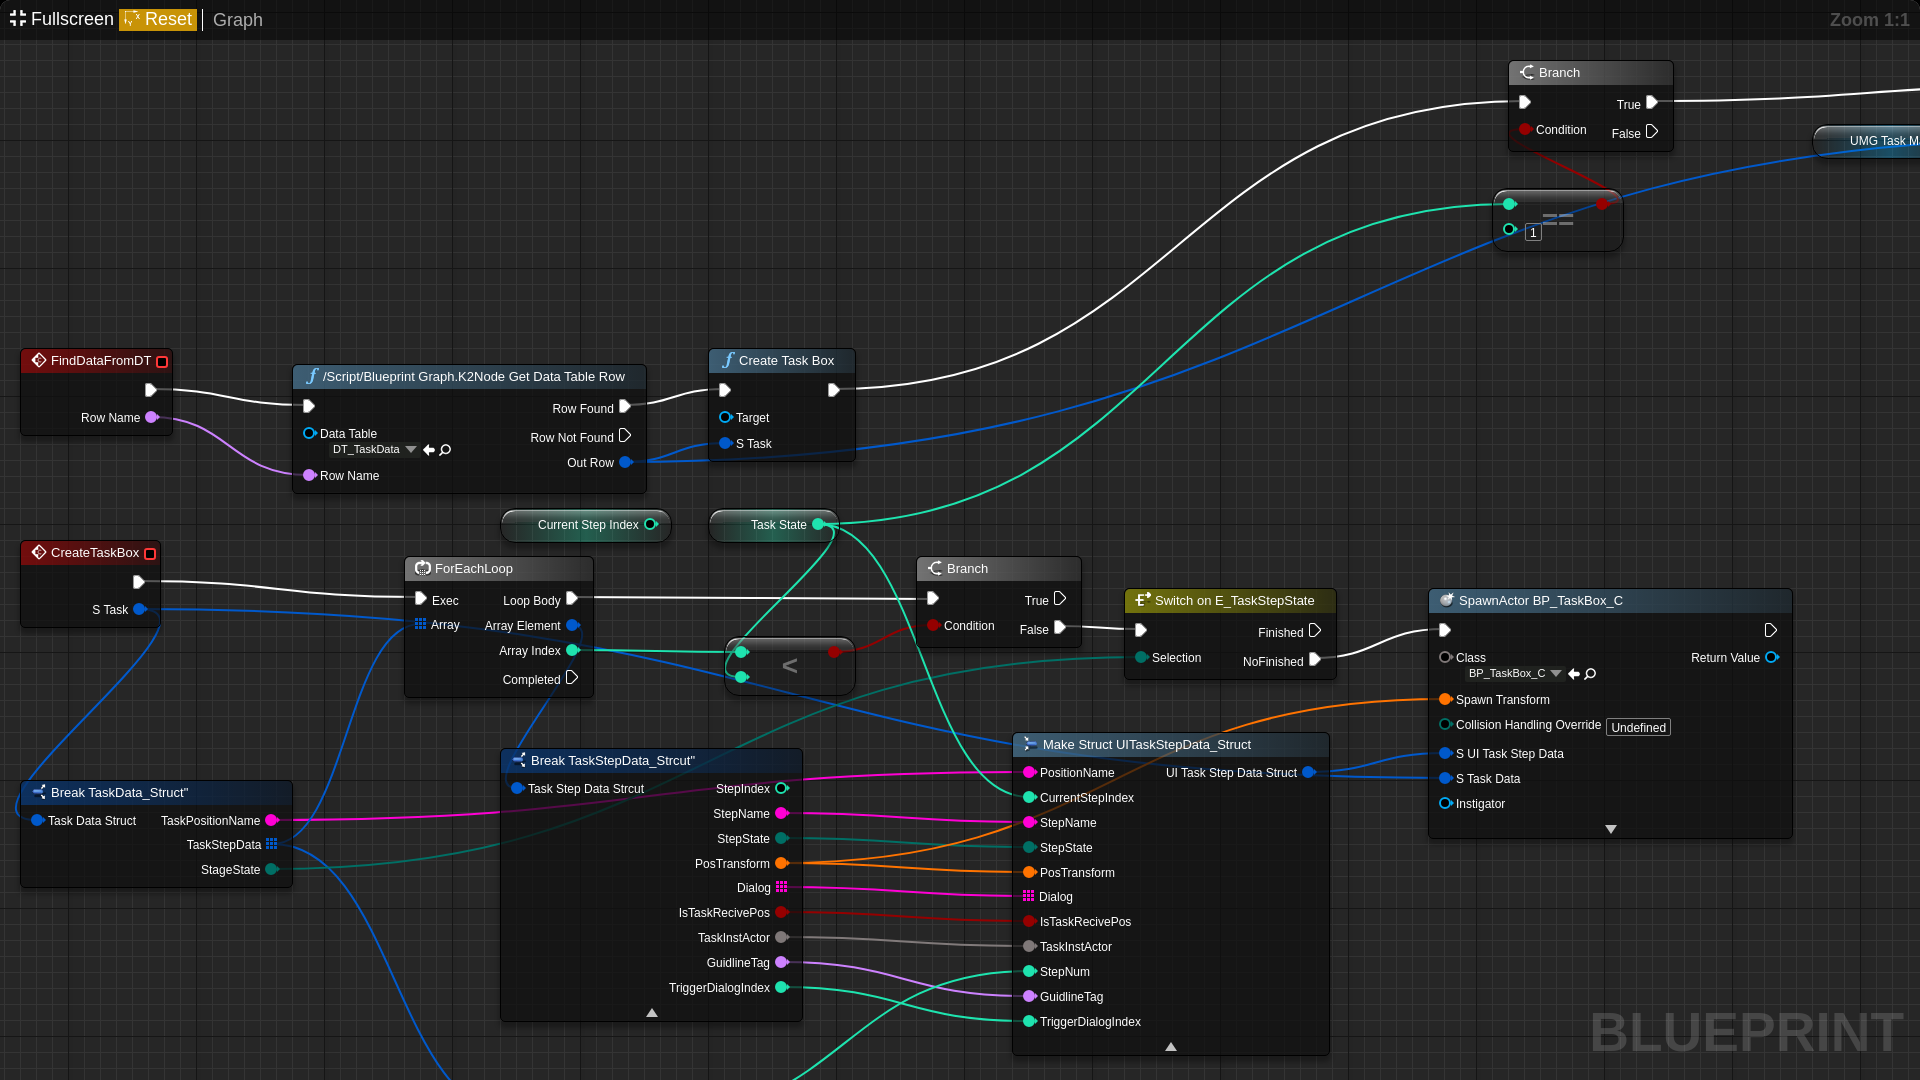 Fullscreen Reset Graph
Zoom 1:1
Branch
True
Condition
False
UMG Task M
==
1
FindDataFromDT
Row Name
/Script/Blueprint Graph.K2Node Get Data Table Row
Row Found
Data Table
DT_TaskData
Row Not Found
Out Row
Row Name
Create Task Box
Target
S Task
Current Step Index
Task State
CreateTaskBox
S Task
ForEachLoop
Exec
Loop Body
Array
Array Element
Array Index
Completed
<
Branch
True
Condition
False
Switch on E_TaskStepState
Finished
Selection
NoFinished
SpawnActor BP_TaskBox_C
Class
BP_TaskBox_C
Return Value
Spawn Transform
Collision Handling Override Undefined
S UI Task Step Data
S Task Data
Instigator
Break TaskData_Struct"
Task Data Struct
TaskPositionName
TaskStepData
StageState
Break TaskStepData_Strcut"
Task Step Data Strcut
StepIndex
StepName
StepState
PosTransform
Dialog
IsTaskRecivePos
TaskInstActor
GuidlineTag
TriggerDialogIndex
Make Struct UITaskStepData_Struct
PositionName
UI Task Step Data Struct
CurrentStepIndex
StepName
StepState
PosTransform
Dialog
IsTaskRecivePos
TaskInstActor
StepNum
GuidlineTag
TriggerDialogIndex
BLUEPRINT